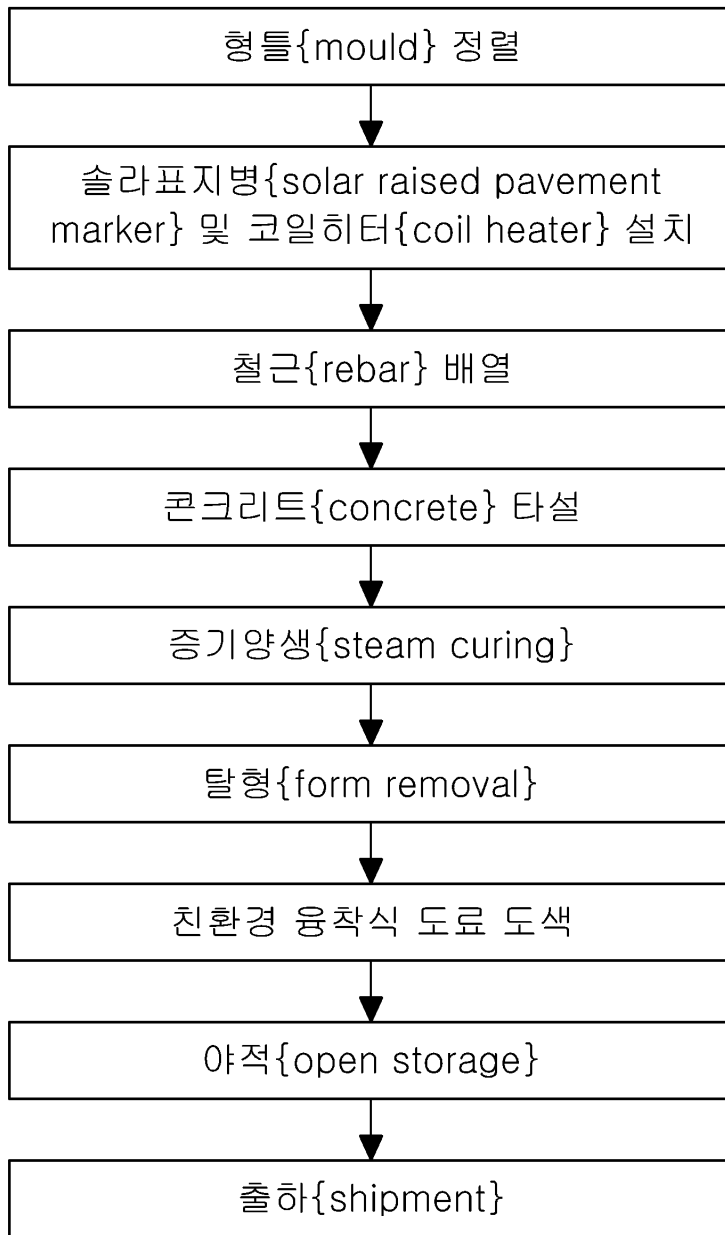 형틀{mould} 정렬
솔라표지병{solar raised pavement
marker} 및 코일히터{coil heater} 설치
철근{rebar} 배열
콘크리트{concrete} 타설
증기양생{steam curing}
탈형{form removal}
친환경 융착식 도료 도색
야적{open storage}
출하{shipment}